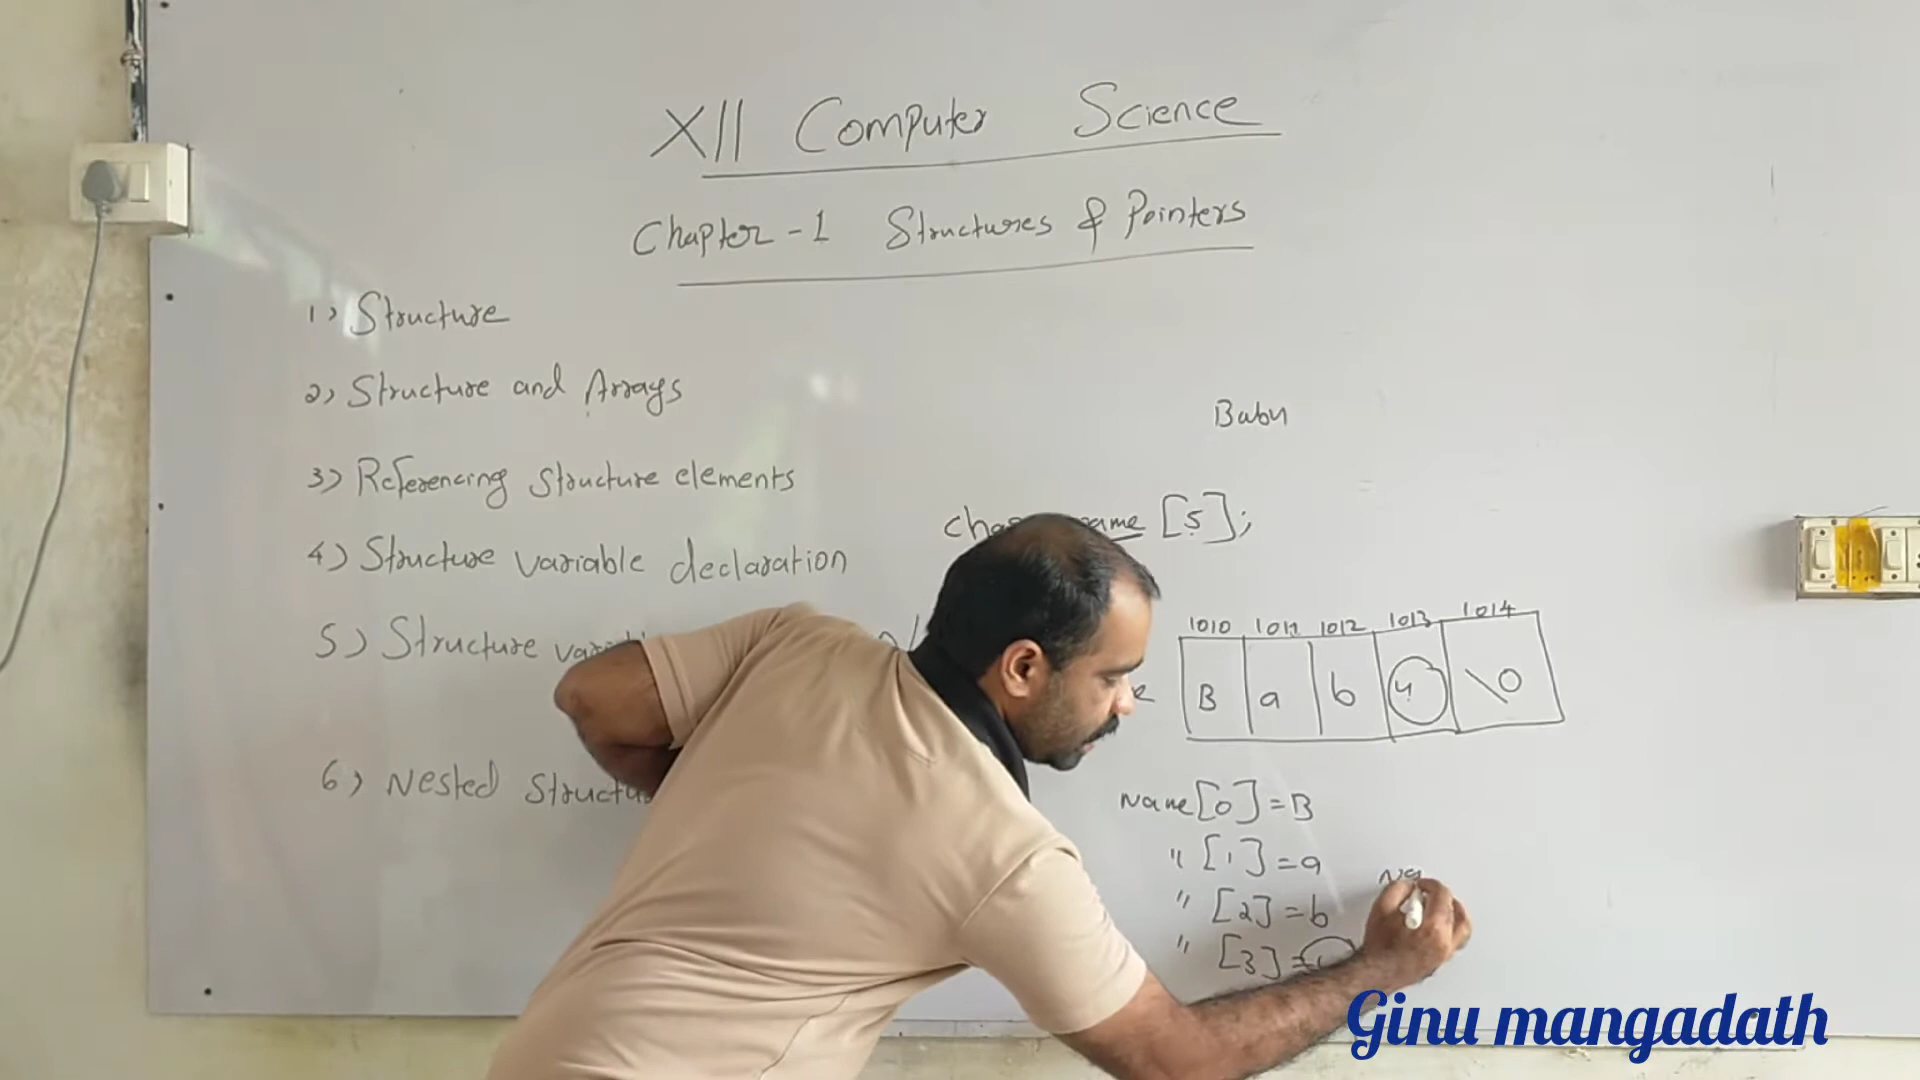 XII Computer Science
Chapter - 1 Structures & Pointers
1) Structure
2) Structure and Arrays
3) Referencing Structure elements
4) Structure variable declaration
5) Structure
6) Nested
Babu
[5];
1010 1011 1012 1013 1014
B a b u \0
Name[0] = B
" [1] = a
" [2] = b
" [3] =
Ginu mangadath